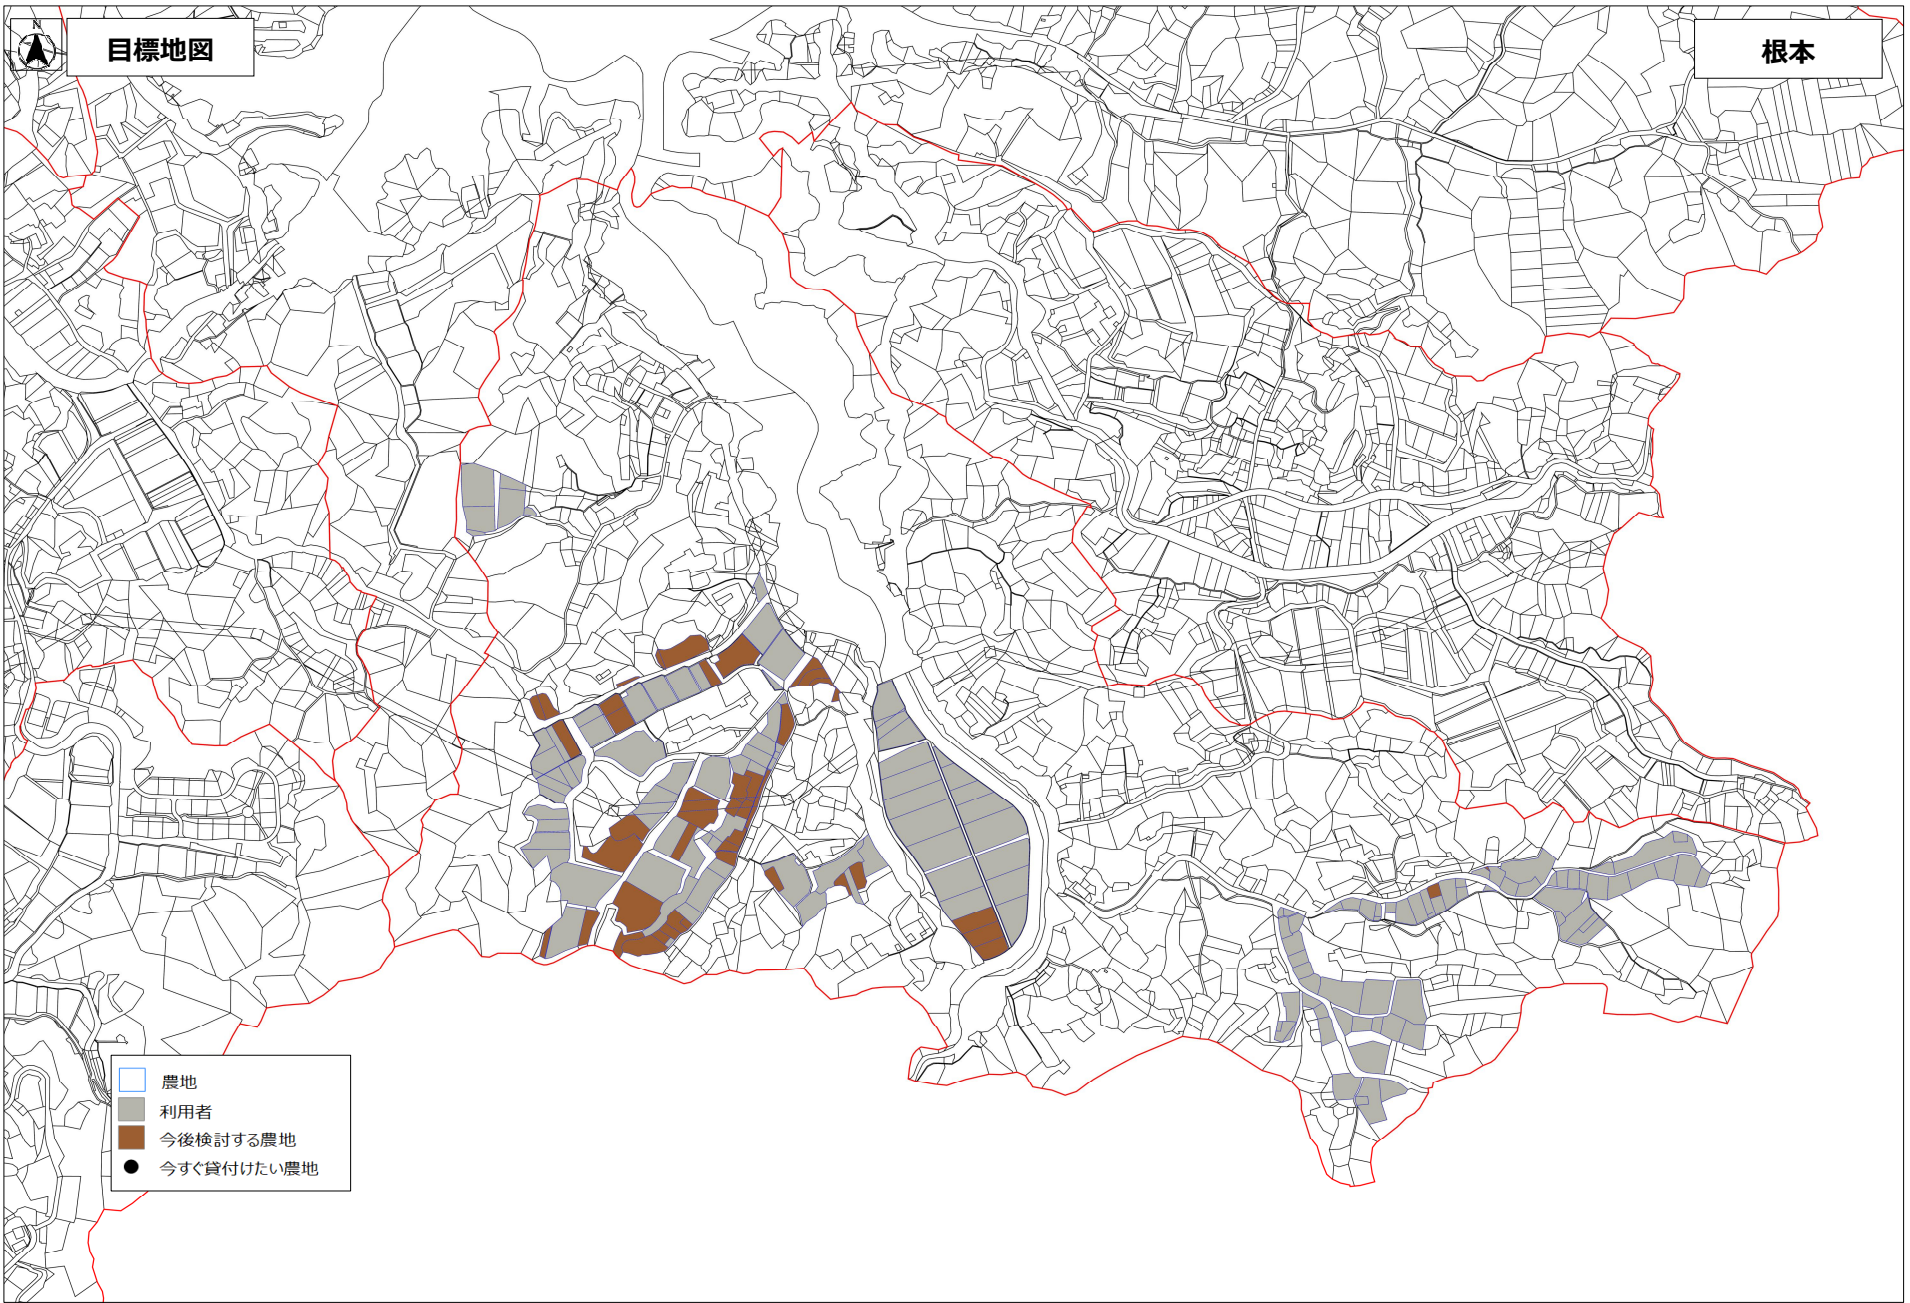 N
目標地図
根本
農地
利用者
今後検討する農地
今すぐ貸付けたい農地